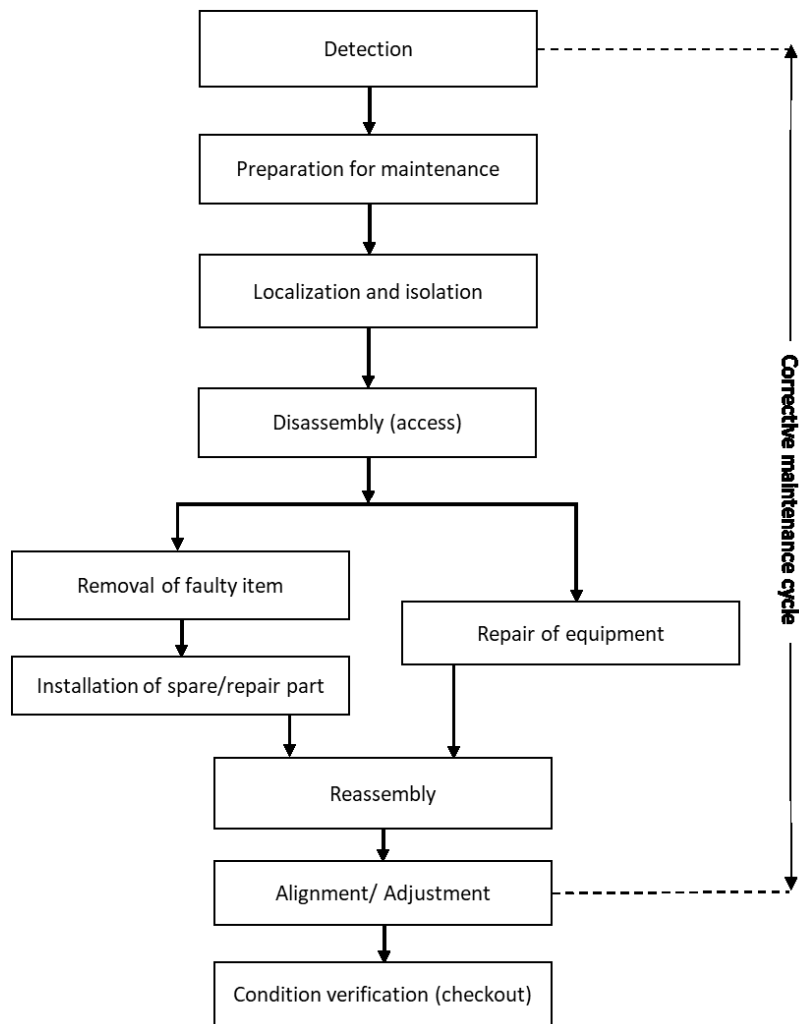 Detection
Preparation for maintenance
Localization and isolation
Disassembly (access)
Removal of faulty item
Repair of equipment
Installation of spare/repair part
Reassembly
Alignment/ Adjustment
Condition verification (checkout)
Corrective maintenance cycle